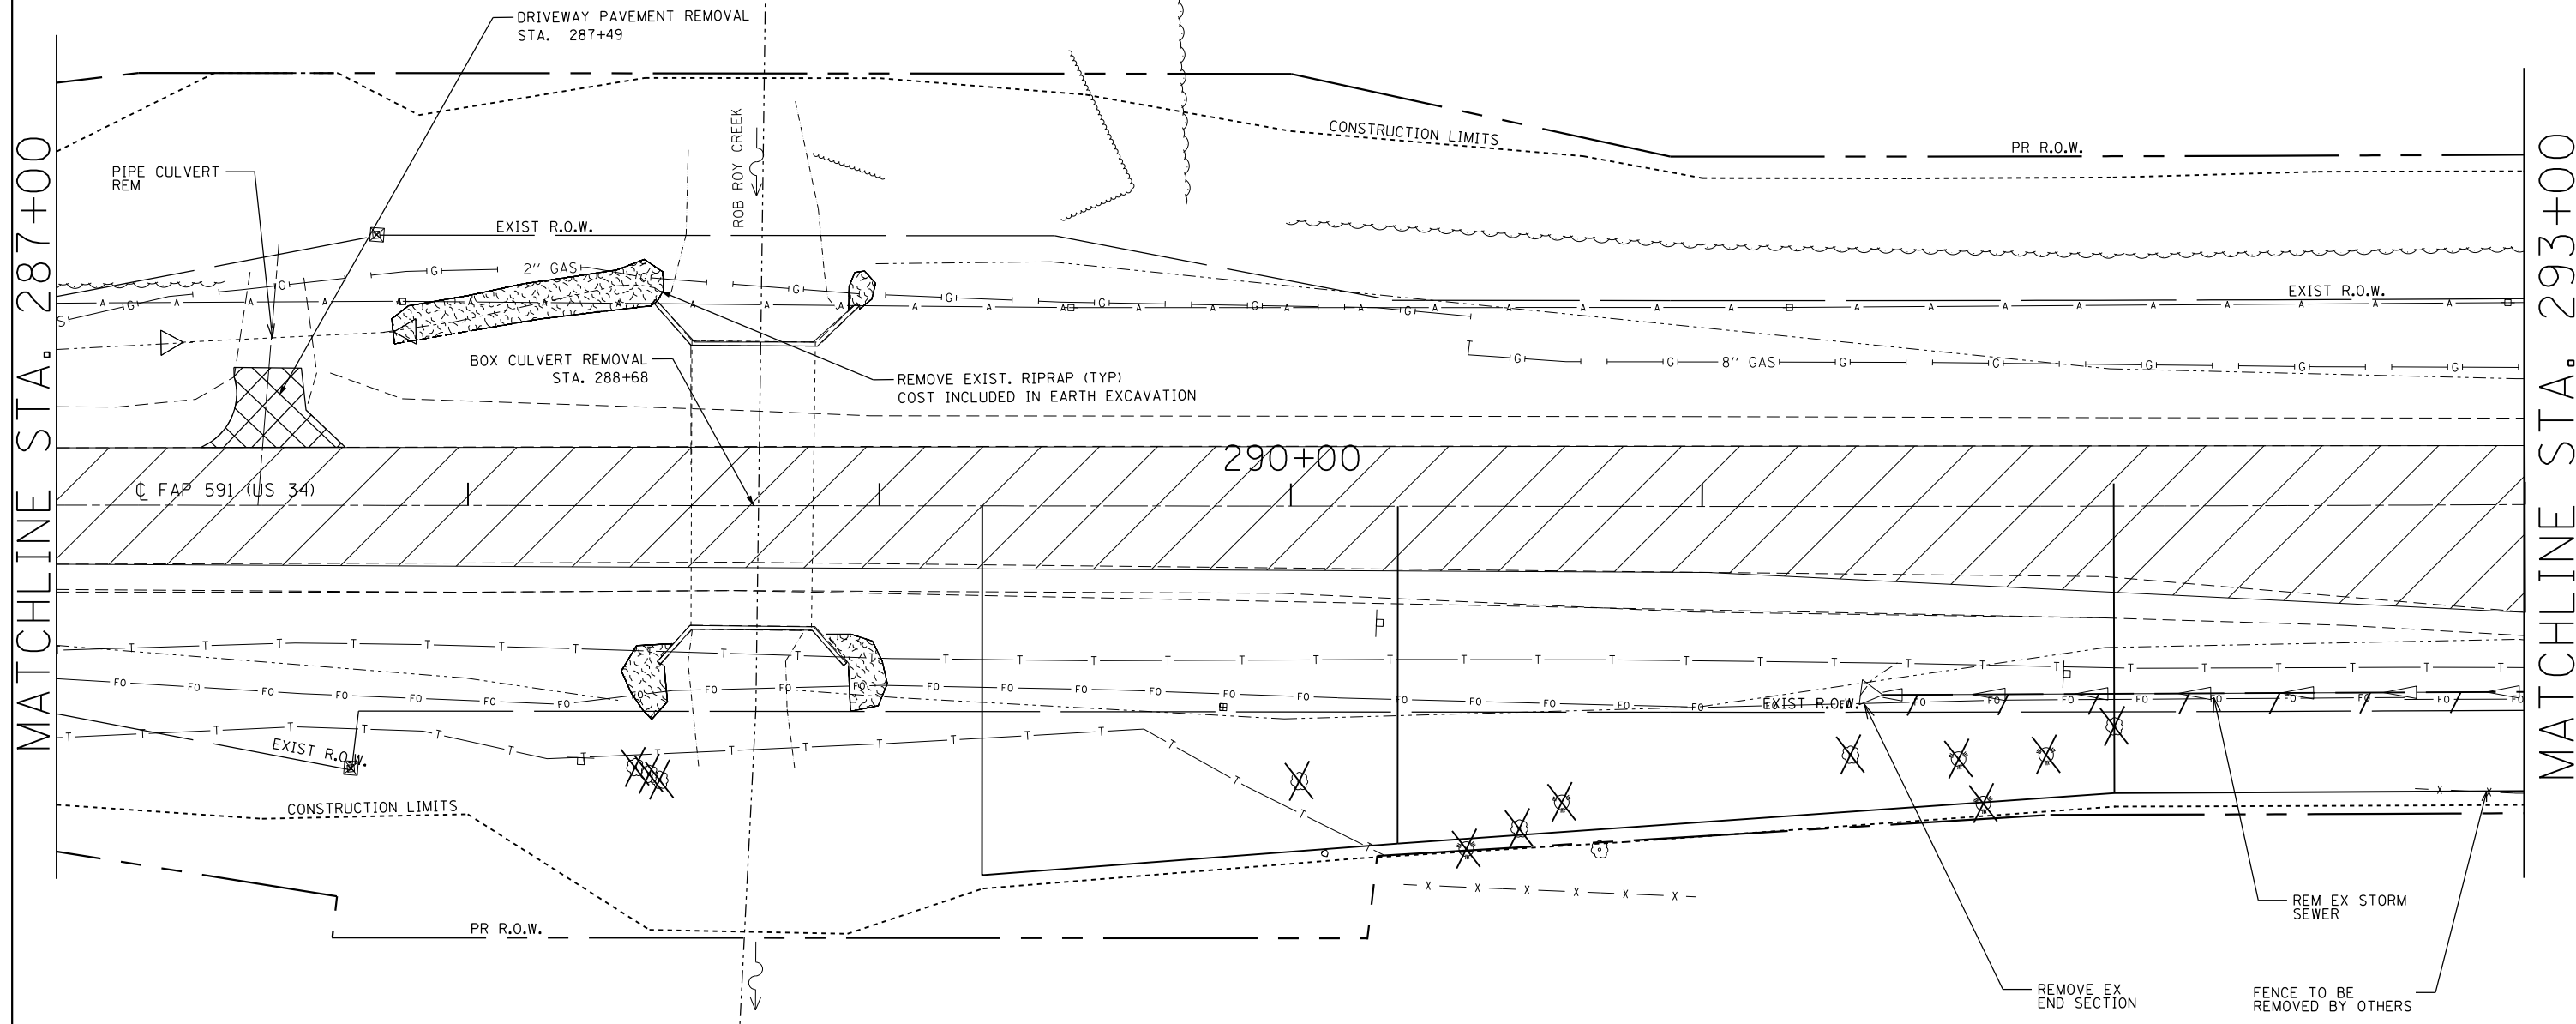 DRIVEWAY PAVEMENT REMOVAL
STA. 287+49
MATCHLINE STA. 287+00
MATCHLINE STA. 293+00
PIPE CULVERT
REM
ROB ROY CREEK
CONSTRUCTION LIMITS
PR R.O.W.
EXIST R.O.W.
2'' GAS
EXIST R.O.W.
8'' GAS
BOX CULVERT REMOVAL
STA. 288+68
REMOVE EXIST. RIPRAP (TYP)
COST INCLUDED IN EARTH EXCAVATION
290+00
℄ FAP 591 (US 34)
EXIST R.O.W.
EXIST R.O.W.
CONSTRUCTION LIMITS
PR R.O.W.
REM EX STORM
SEWER
REMOVE EX
END SECTION
FENCE TO BE
REMOVED BY OTHERS